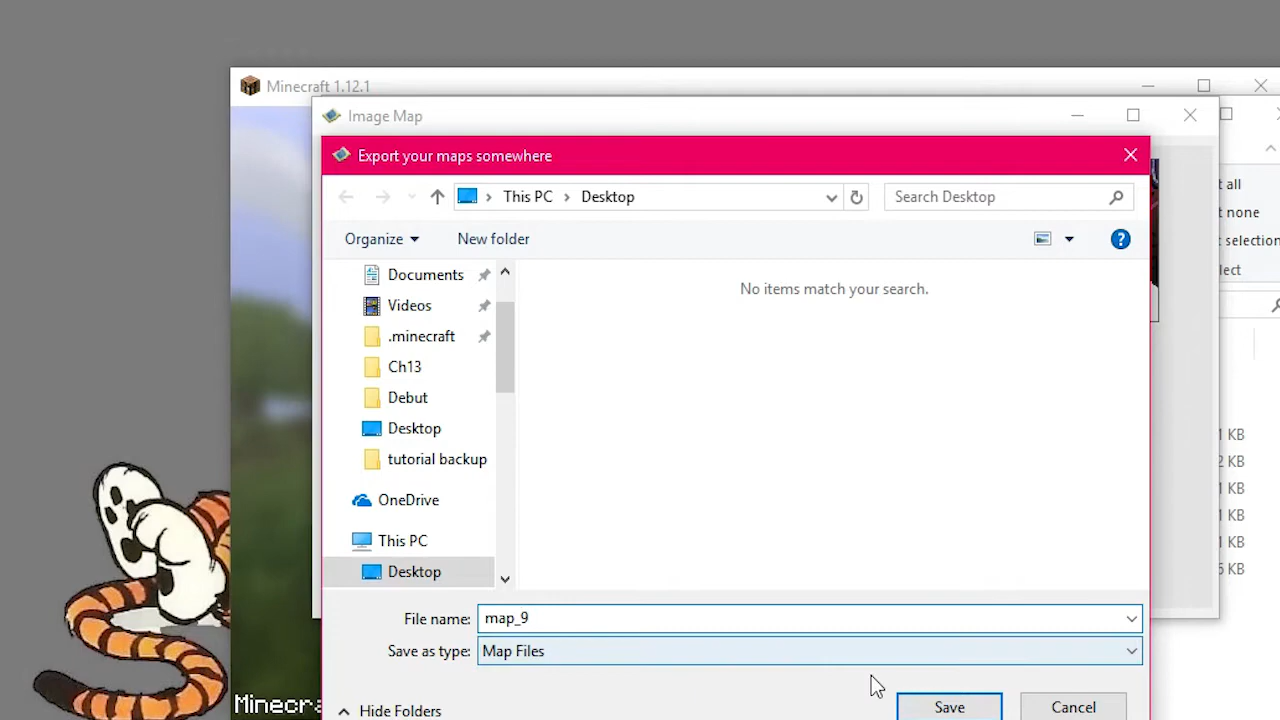 Minecraft 1.12.1
Image Map
Export your maps somewhere
This PC
Desktop
Search Desktop
t all
t none
t selection
lect
Organize
New folder
Documents
Videos
.minecraft
Ch13
Debut
Desktop
tutorial backup
OneDrive
This PC
Desktop
No items match your search.
1 KB
2 KB
1 KB
1 KB
1 KB
6 KB
File name: map_9
Save as type: Map Files
Hide Folders
Save
Cancel
Minecra